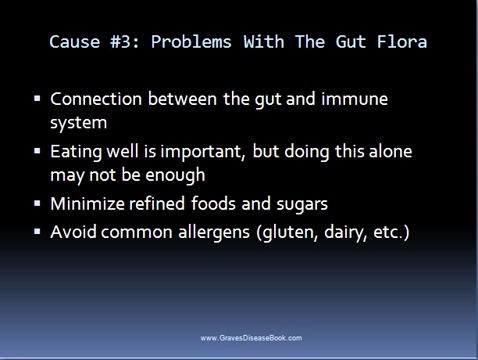 Cause #3: Problems With The Gut Flora
▪ Connection between the gut and immune
system
▪ Eating well is important, but doing this alone
may not be enough
▪ Minimize refined foods and sugars
▪ Avoid common allergens (gluten, dairy, etc.)
www.GravesDiseaseBook.com